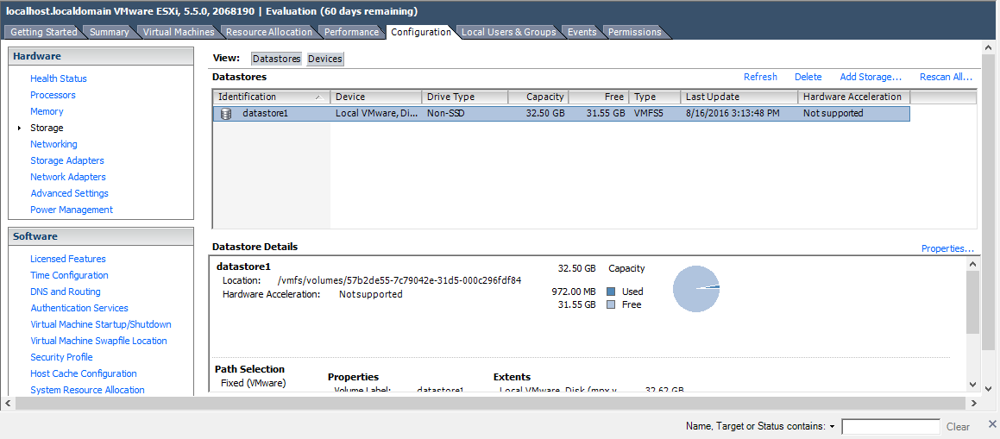 localhost.localdomain VMware ESXi, 5.5.0, 2068190 | Evaluation (60 days remaining)
Getting Started Summary Virtual Machines Resource Allocation Performance Configuration Local Users & Groups Events Permissions
Hardware
Health Status
Processors
Memory
Storage
Networking
Storage Adapters
Network Adapters
Advanced Settings
Power Management
Software
Licensed Features
Time Configuration
DNS and Routing
Authentication Services
Virtual Machine Startup/Shutdown
Virtual Machine Swapfile Location
Security Profile
Host Cache Configuration
System Resource Allocation
View: Datastores Devices
Datastores Refresh Delete Add Storage... Rescan All...
Identification Device Drive Type Capacity Free Type Last Update Hardware Acceleration
datastore1 Local VMware, Di... Non-SSD 32.50 GB 31.55 GB VMFS5 8/16/2016 3:13:48 PM Not supported
Datastore Details Properties...
datastore1 32.50 GB Capacity
Location: /vmfs/volumes/57b2de55-7c79042e-31d5-000c296fdf84
Hardware Acceleration: Not supported 972.00 MB Used
31.55 GB Free
Path Selection
Fixed (VMware)
Properties
Volume Label: datastore1
Extents
Local VMware, Disk (mpx.v... 32.62 GB
Name, Target or Status contains: Clear